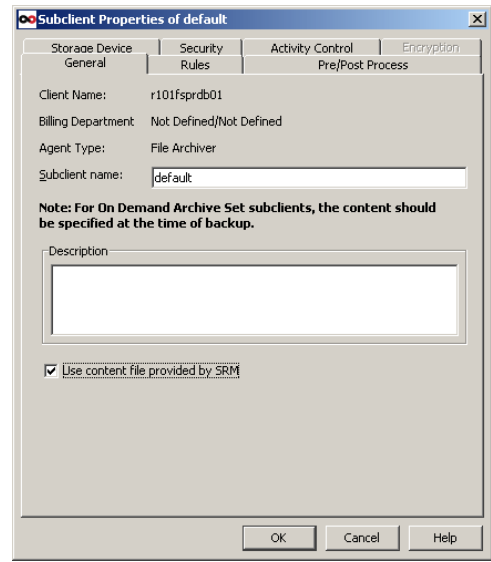 Subclient Properties of default
Storage Device Security Activity Control Encryption
General Rules Pre/Post Process
Client Name: r101fsprdb01
Billing Department Not Defined/Not Defined
Agent Type: File Archiver
Subclient name: default
Note: For On Demand Archive Set subclients, the content should
be specified at the time of backup.
Description
Use content file provided by SRM
OK Cancel Help